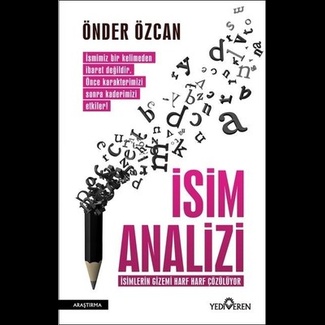 ÖNDER ÖZCAN
İsmimiz bir kelimeden
ibaret değildir.
Önce karakterimizi
sonra kaderimizi
etkiler!
İSİM
ANALİZİ
İSİMLERİN GİZEMİ HARF HARF ÇÖZÜLÜYOR
ARAŞTIRMA
YEDİVEREN